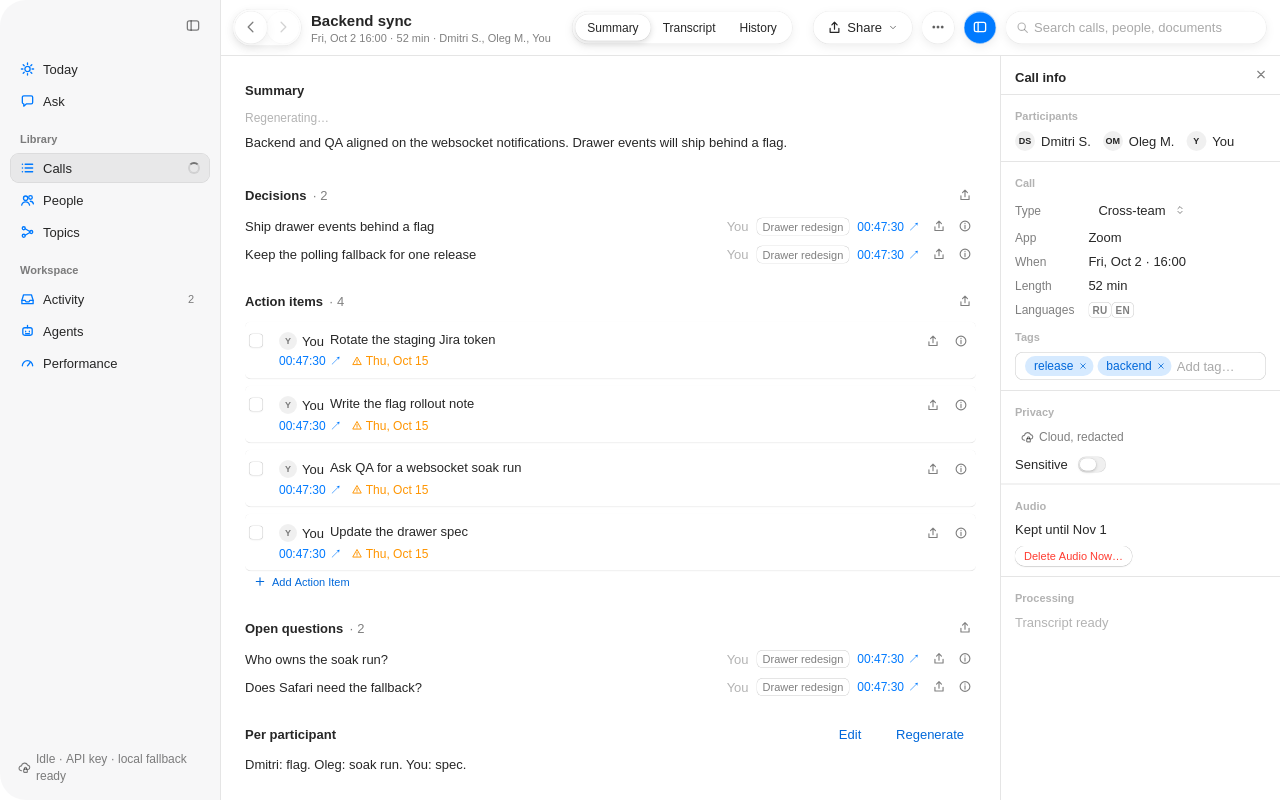 Today
Ask
Library
Calls
People
Topics
Workspace
Activity 2
Agents
Performance
Idle · API key · local fallback
ready
Backend sync
Fri, Oct 2 16:00 · 52 min · Dmitri S., Oleg M., You
Summary Transcript History
Share
Search calls, people, documents
Summary
Regenerating…
Backend and QA aligned on the websocket notifications. Drawer events will ship behind a flag.
Decisions · 2
Ship drawer events behind a flag You Drawer redesign 00:47:30
Keep the polling fallback for one release You Drawer redesign 00:47:30
Action items · 4
Y You Rotate the staging Jira token
00:47:30 Thu, Oct 15
Y You Write the flag rollout note
00:47:30 Thu, Oct 15
Y You Ask QA for a websocket soak run
00:47:30 Thu, Oct 15
Y You Update the drawer spec
00:47:30 Thu, Oct 15
Add Action Item
Open questions · 2
Who owns the soak run? You Drawer redesign 00:47:30
Does Safari need the fallback? You Drawer redesign 00:47:30
Per participant Edit Regenerate
Dmitri: flag. Oleg: soak run. You: spec.
Call info
Participants
DS Dmitri S. OM Oleg M. Y You
Call
Type Cross-team
App Zoom
When Fri, Oct 2 · 16:00
Length 52 min
Languages RU EN
Tags
release backend Add tag…
Privacy
Cloud, redacted
Sensitive
Audio
Kept until Nov 1
Delete Audio Now…
Processing
Transcript ready